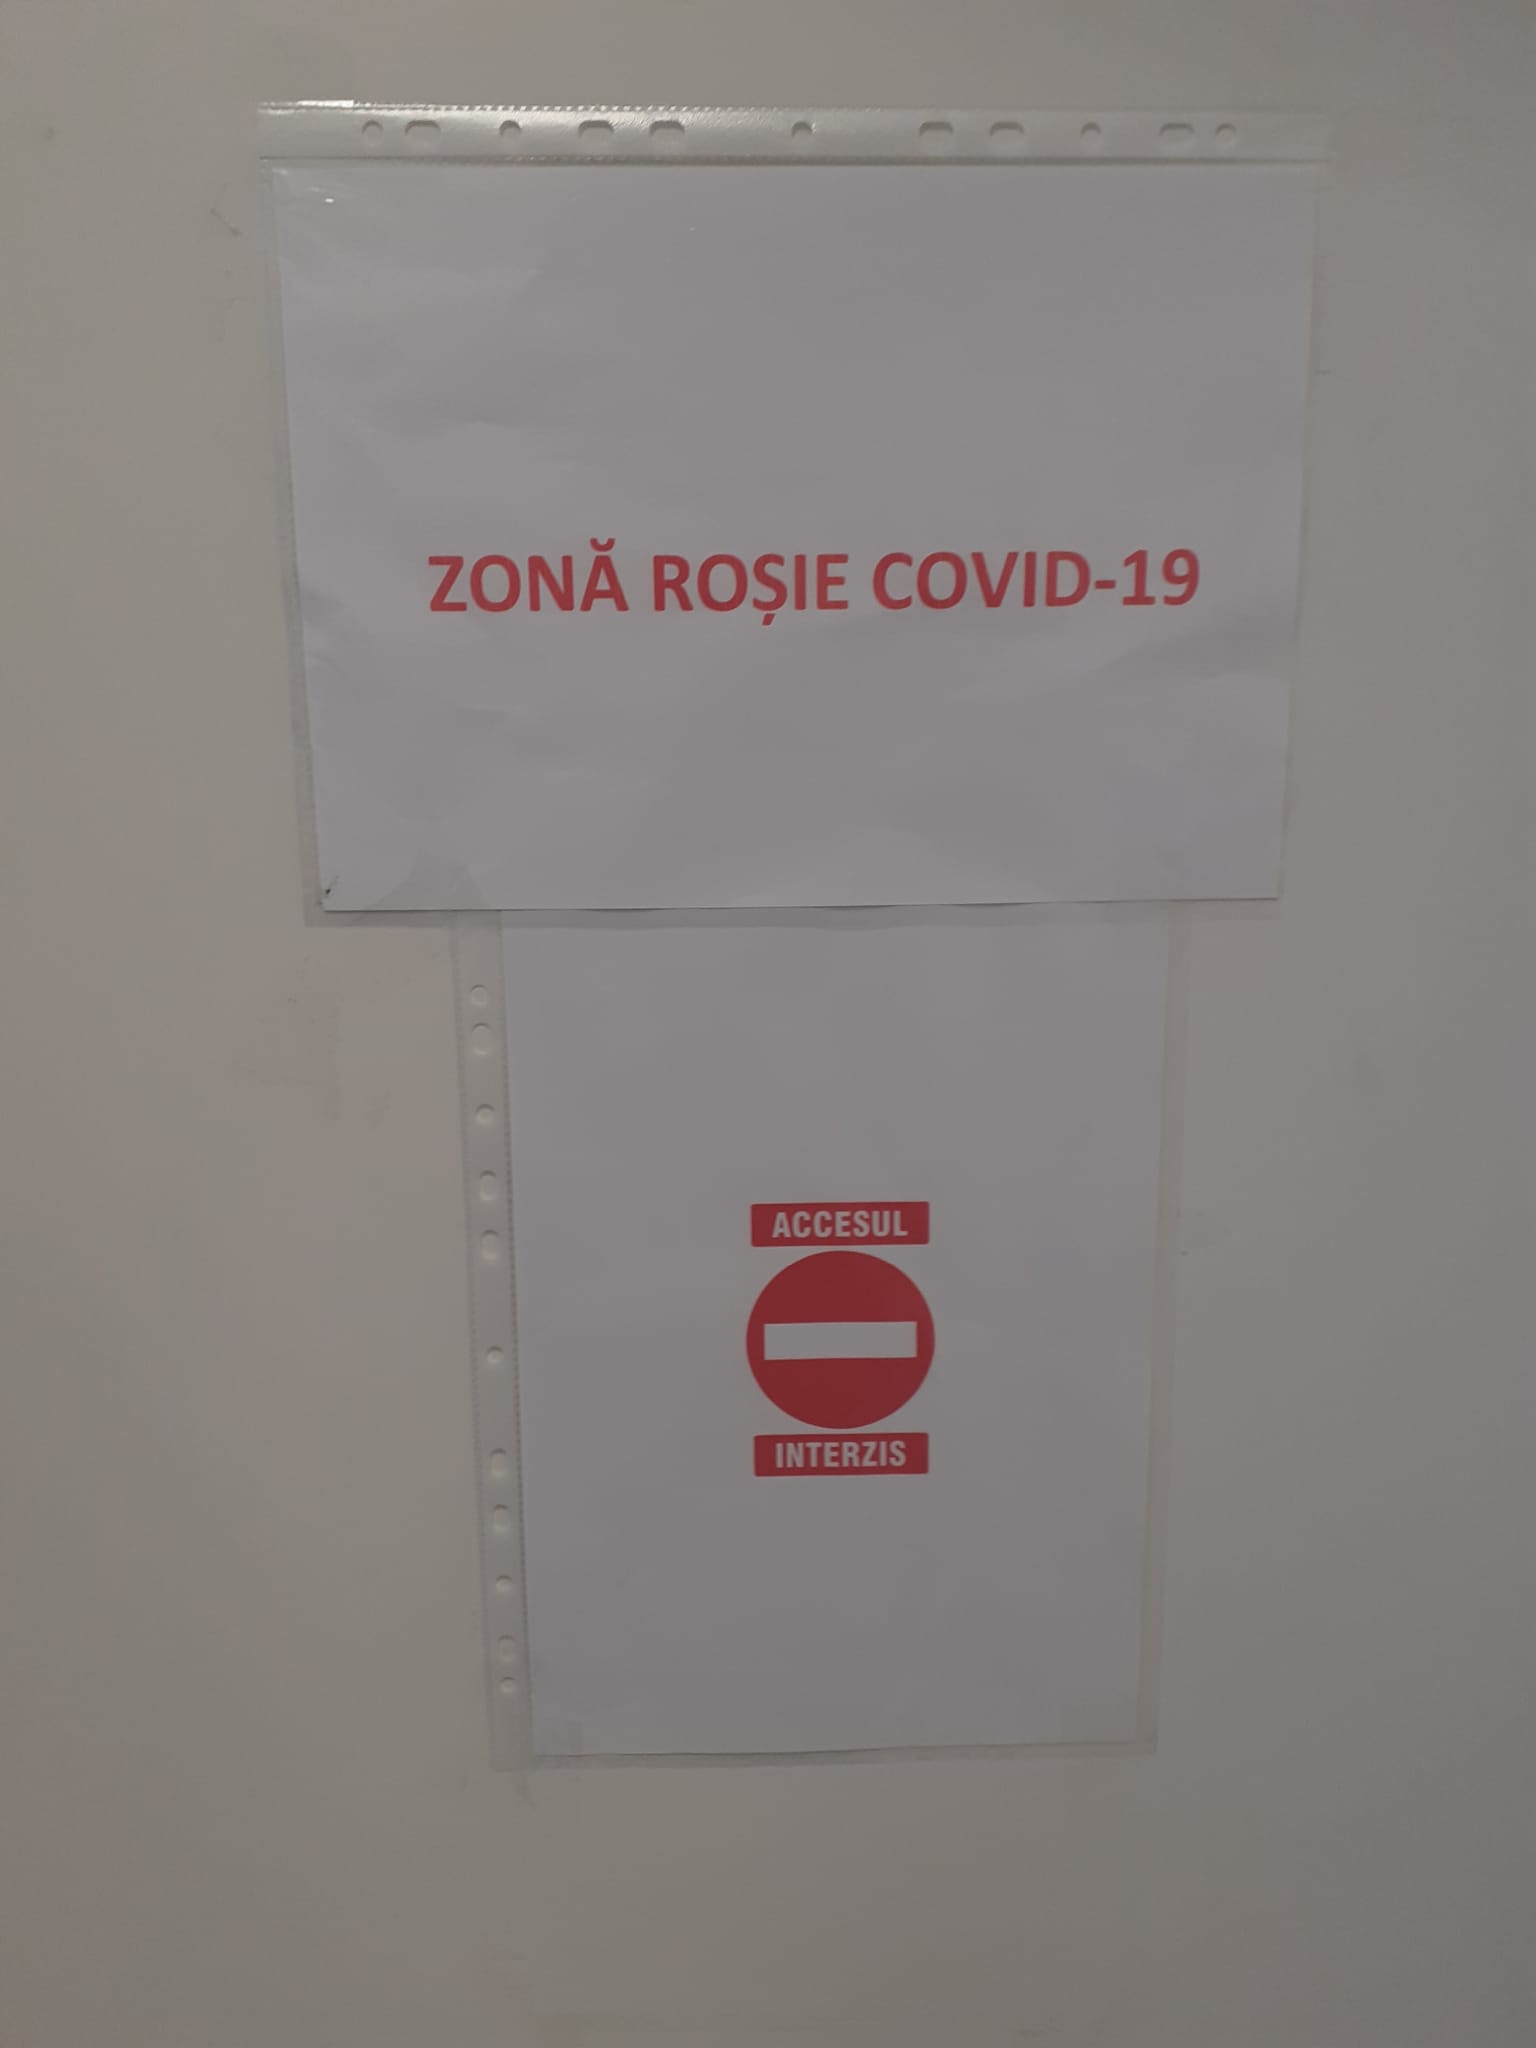 ZONĂ ROȘIE COVID-19
ACCESUL
INTERZIS